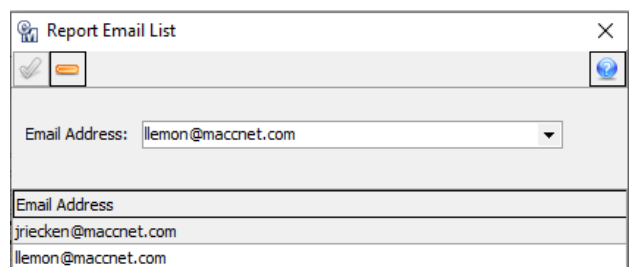 Report Email List
Email Address: llemon@maccnet.com
Email Address
jriecken@maccnet.com
llemon@maccnet.com